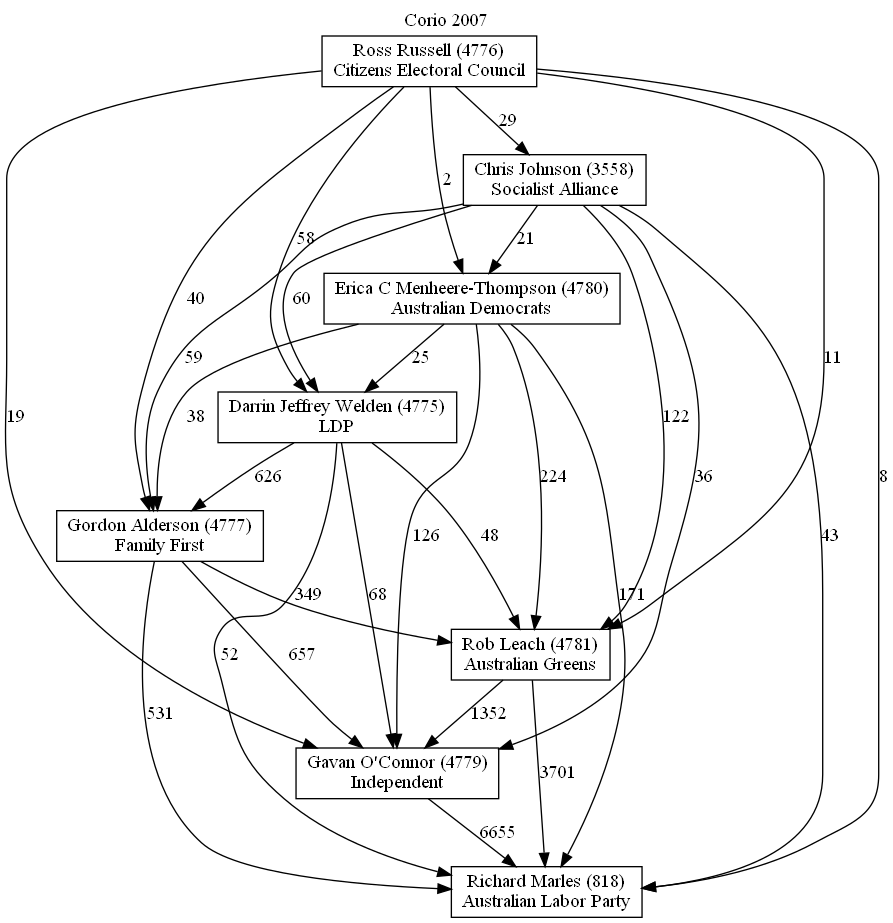 Corio 2007
Ross Russell (4776)
Citizens Electoral Council
29
Chris Johnson (3558)
Socialist Alliance
2
58
21
Erica C Menheere-Thompson (4780)
Australian Democrats
40
60
59
25
11
Darrin Jeffrey Welden (4775)
LDP
19
38
122
626
224
36
8
Gordon Alderson (4777)
Family First
126
48
43
349
68
171
Rob Leach (4781)
Australian Greens
52
657
531
1352
Gavan O'Connor (4779)
Independent
3701
6655
Richard Marles (818)
Australian Labor Party